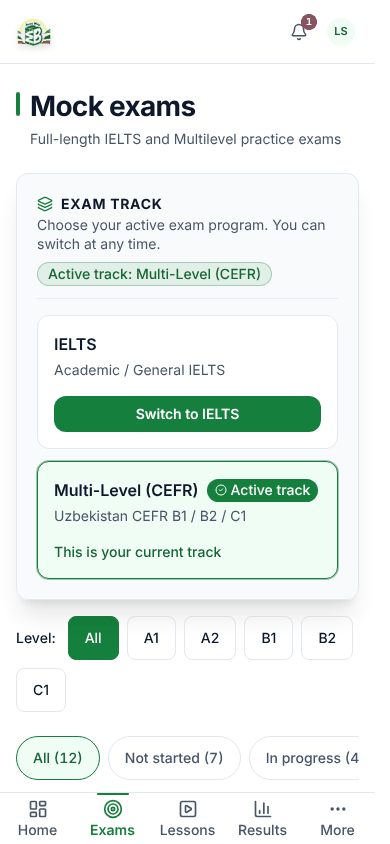 1
LS
Mock exams
Full-length IELTS and Multilevel practice exams
EXAM TRACK
Choose your active exam program. You can
switch at any time.
Active track: Multi-Level (CEFR)
IELTS
Academic / General IELTS
Switch to IELTS
Multi-Level (CEFR) Active track
Uzbekistan CEFR B1 / B2 / C1
This is your current track
Level: All A1 A2 B1 B2
C1
All (12) Not started (7) In progress (4
Home Exams Lessons Results More